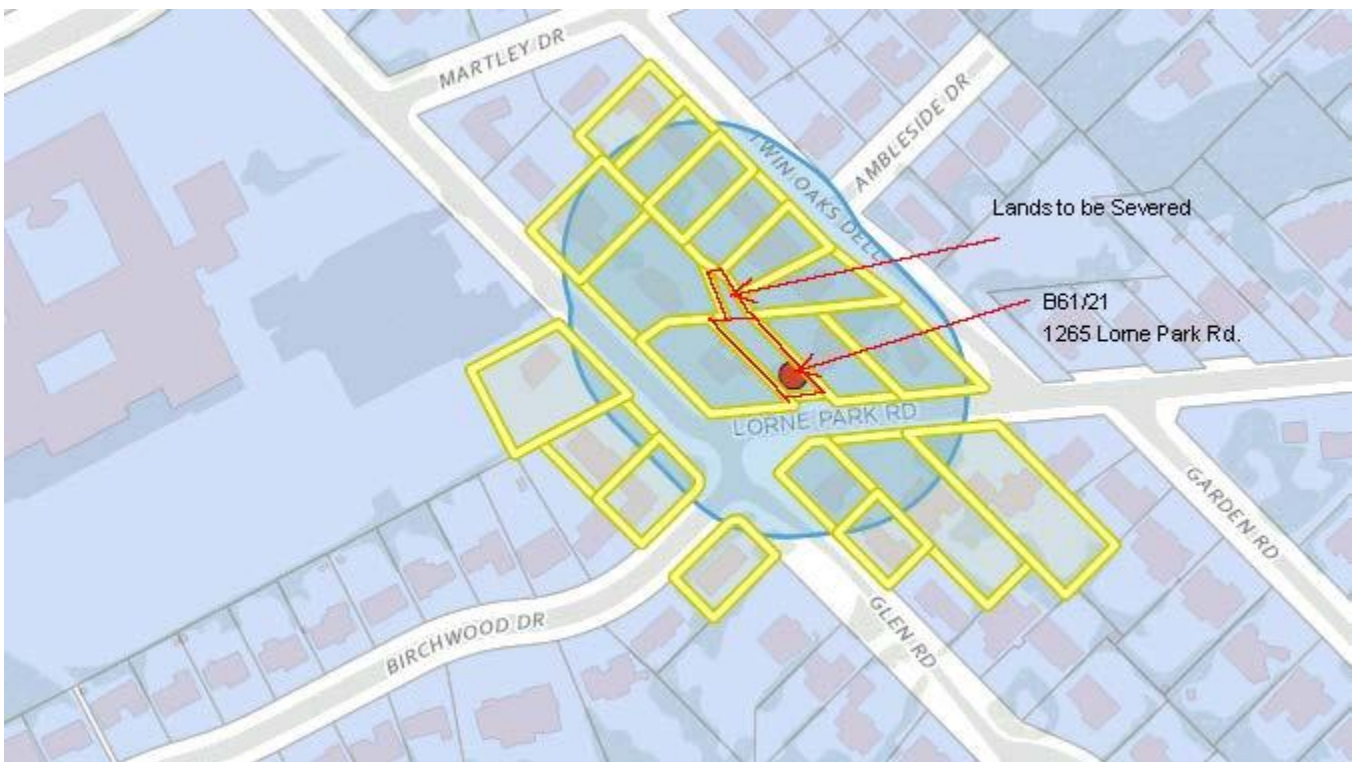 MARTLEY DR
TWIN OAKS DELL
AMBLESIDE DR
Lands to be Severed
B61/21
1265 Lorne Park Rd.
LORNE PARK RD
GARDEN RD
GLEN RD
BIRCHWOOD DR